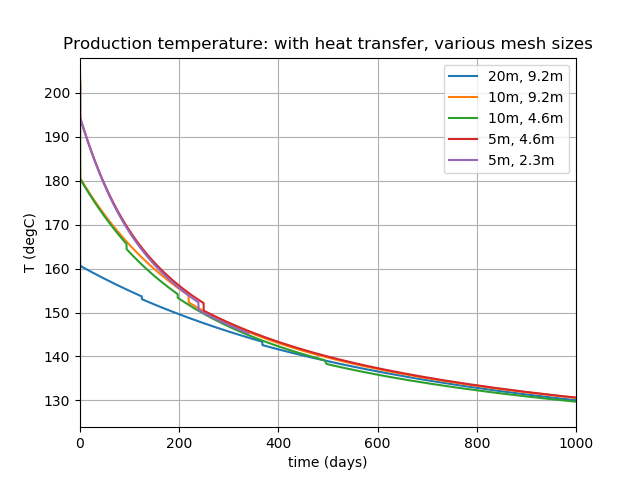 Production temperature: with heat transfer, various mesh sizes
T (degC)
200
190
180
170
160
150
140
130
20m, 9.2m
10m, 9.2m
10m, 4.6m
5m, 4.6m
5m, 2.3m
0 200 400 600 800 1000
time (days)